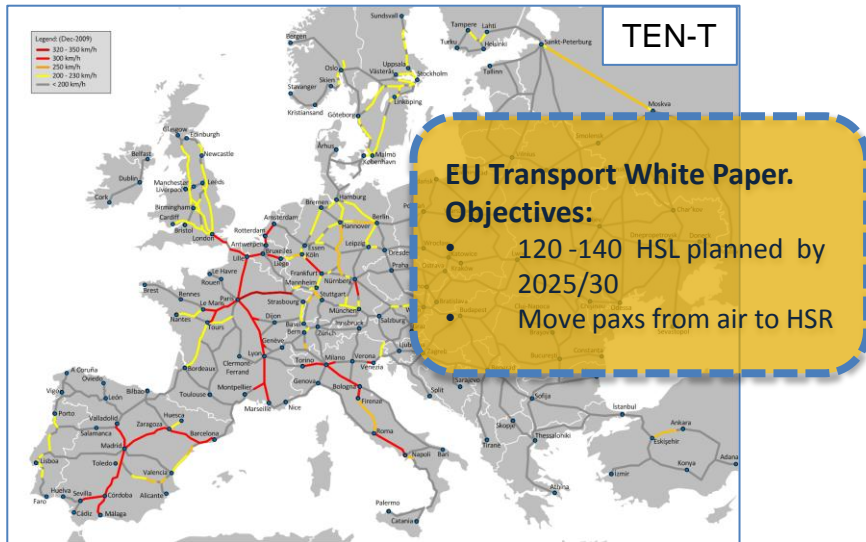 TEN-T
Legend: (Dec-2009)
320 - 350 km/h
300 km/h
250 km/h
200 - 230 km/h
< 200 km/h
EU Transport White Paper.
Objectives:
• 120 -140 HSL planned by
2025/30
• Move paxs from air to HSR
Sundsvall
Bergen
Oslo
Uppsala
Västerås
Stockholm
Stavanger
Skien
Kristiansand
Linköping
Göteborg
Tampere
Lahti
Turku
Helsinki
Sankt-Peterburg
Tallinn
Moskva
Glasgow
Edinburgh
Newcastle
Belfast
Dublin
Cork
Manchester
Liverpool
Leeds
Birmingham
Cardiff
Bristol
London
Århus
København
Malmö
Hamburg
Bremen
Hannover
Berlin
Amsterdam
Rotterdam
Antwerpen
Bruxelles
Lille
Liège
Essen
Köln
Leipzig
Dresden
Frankfurt
Mannheim
Nürnberg
Praha
Stuttgart
Strasbourg
München
Salzburg
Basel
Bern
Zürich
Innsbruck
Le Havre
Rouen
Paris
Brest
Rennes
Le Mans
Nantes
Tours
Dijon
Genève
Lyon
Clermont-
Ferrand
Bordeaux
Toulouse
Montpellier
Marseille
Nice
Torino
Milano
Verona
Venezia
Genova
Bologna
Firenze
Roma
Napoli
Bari
Palermo
Catania
A Coruña
Oviedo
Vigo
León
Bilbao
Porto
Valladolid
Salamanca
Zaragoza
Huesca
Barcelona
Madrid
Toledo
Valencia
Lisboa
Alicante
Córdoba
Huelva
Sevilla
Faro
Cádiz
Málaga
Split
Sofija
Skopje
Tiranë
Thessaloniki
Athina
İstanbul
Ankara
Eskişehir
İzmir
Konya
Adana